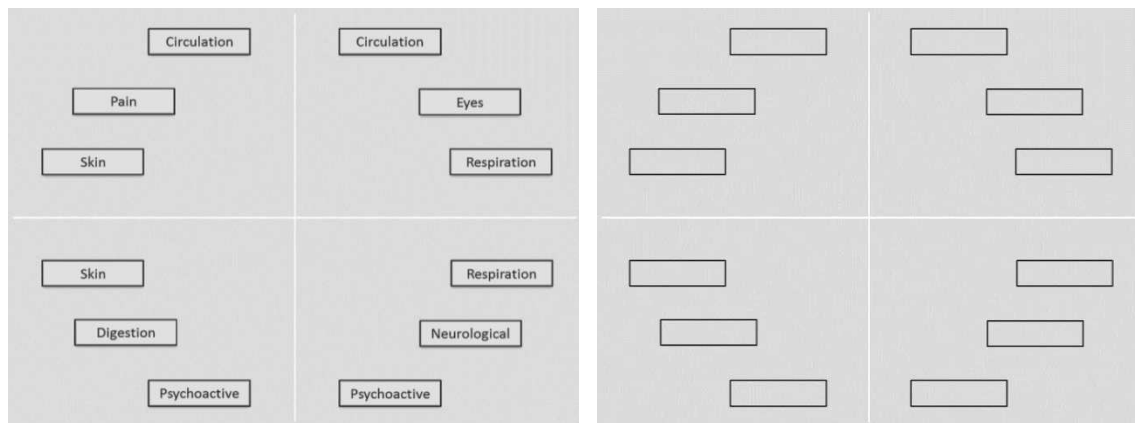 Circulation
Circulation
Pain
Eyes
Skin
Respiration
Skin
Respiration
Digestion
Neurological
Psychoactive
Psychoactive